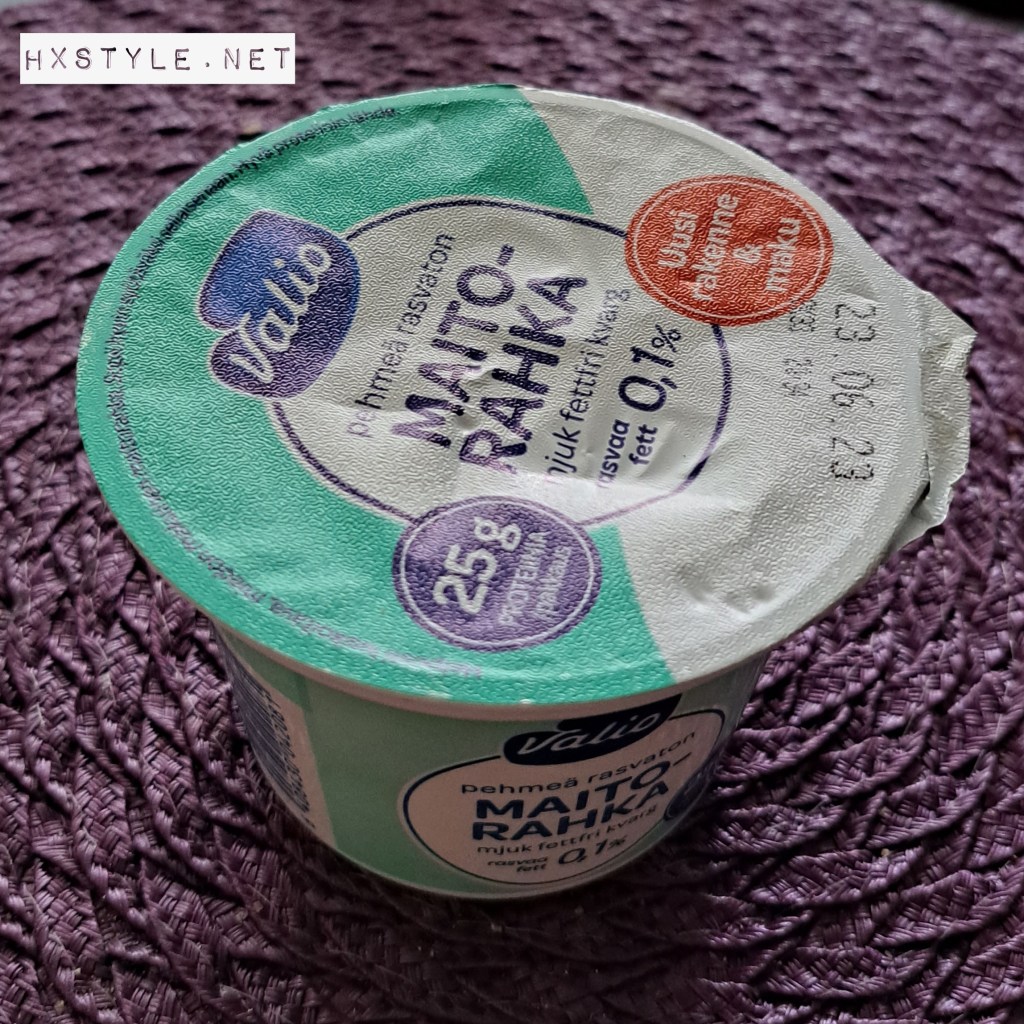 HXSTYLE.NET
Valio
pehmeä rasvaton
MAITO-
RAHKA
mjuk fettfri kvarg
rasvaa 0,1%
fett
Uusi
rakenne
&
maku
23.06.23
25 g
PROTEIINIA
Valio
pehmeä rasvaton
MAITO-
RAHKA
mjuk fettfri kvarg
rasvaa 0,1%
fett